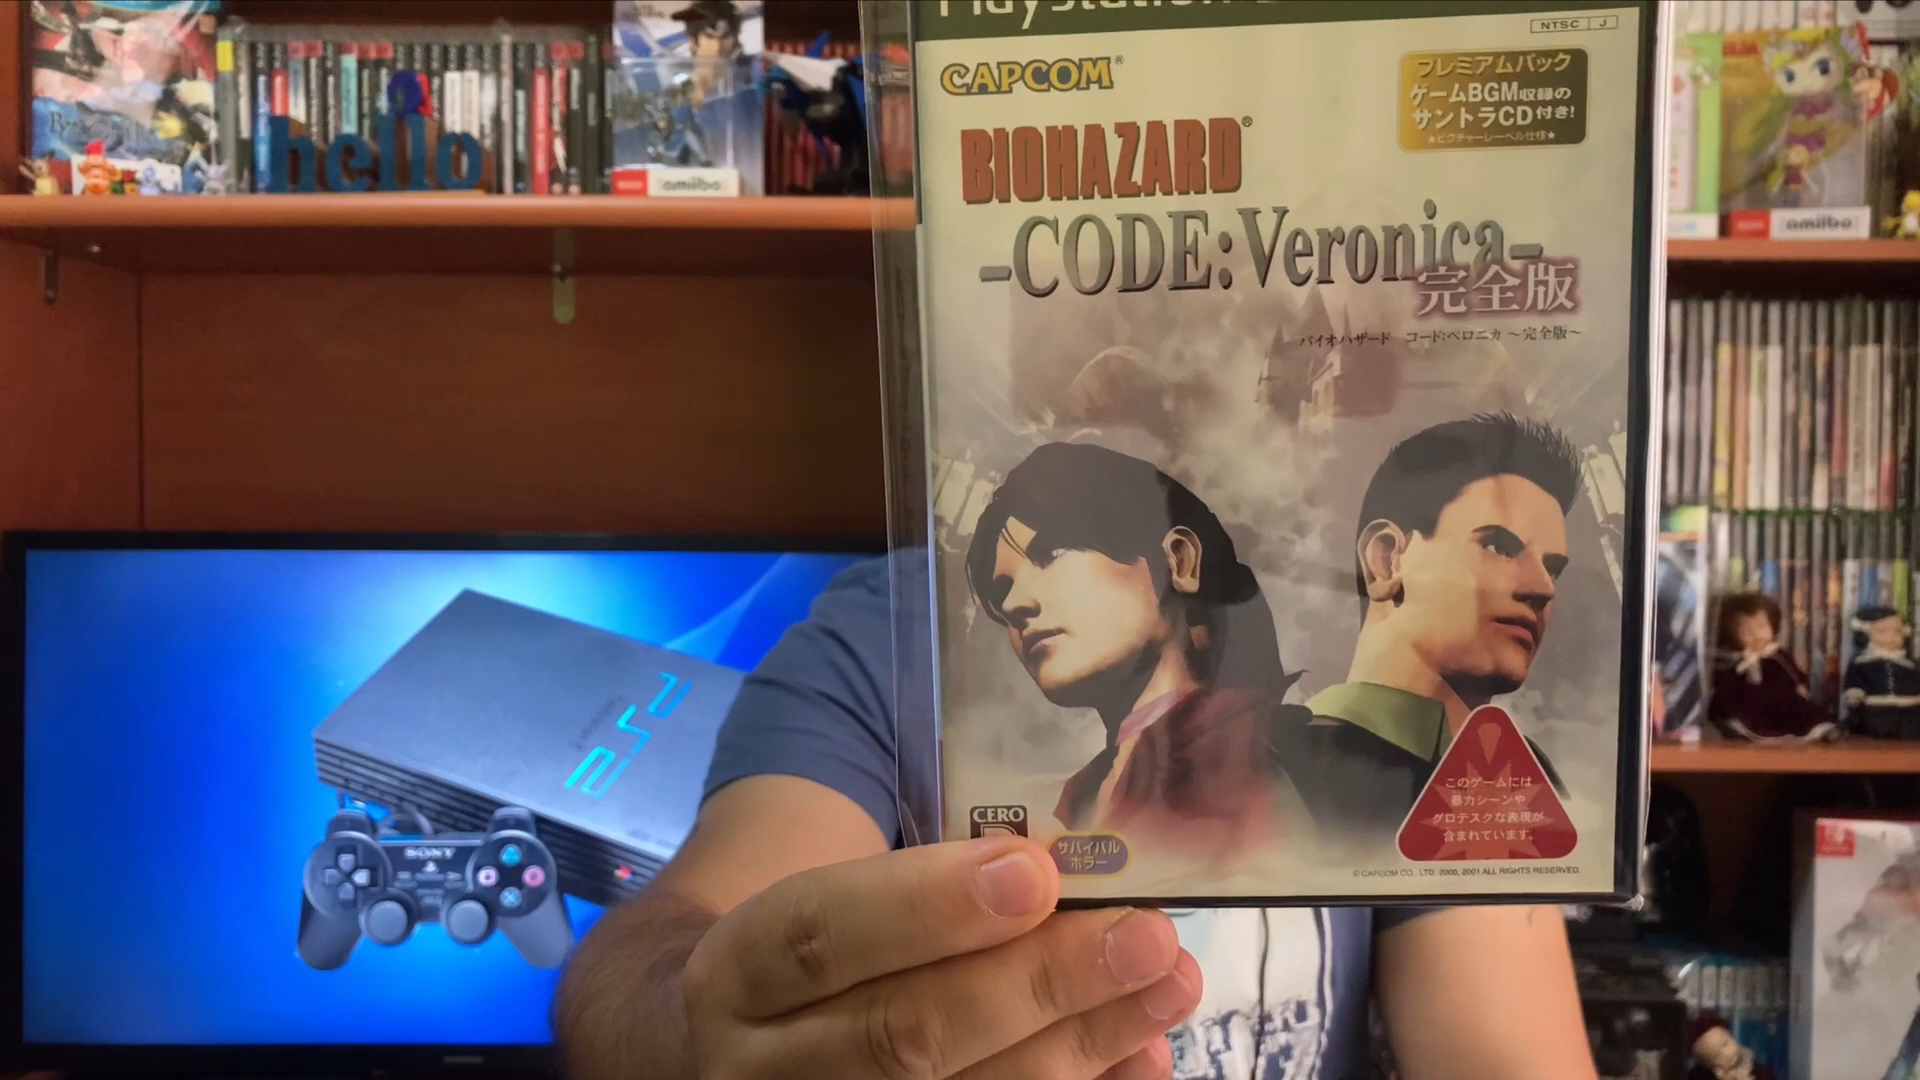 PlayStation
NTSC J
CAPCOM®
プレミアムパック
ゲームBGM収録の
サントラCD付き!
★ピクチャーレーベル仕様★
BIOHAZARD®
-CODE:Veronica-
完全版
バイオハザード コード:ベロニカ ~完全版~
このゲームには
暴力シーンや
グロテスクな表現が
含まれています。
CERO
サバイバル
ホラー
© CAPCOM CO., LTD. 2000, 2001 ALL RIGHTS RESERVED.
hello
amiibo
amiibo
PS2
SONY